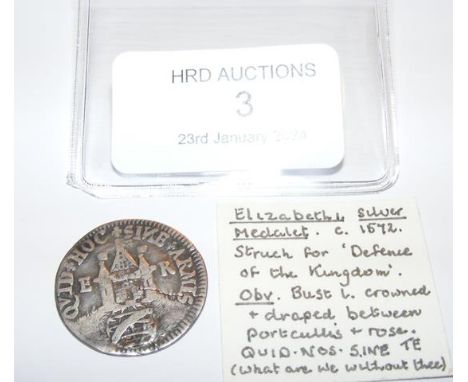 HRD AUCTIONS
3
23rd January 2024
QVID · HOC · SINE · ARMIS
E R
Elizabeth I, Silver
Medalet. c. 1572.
Struck for 'Defence
of the Kingdom'.
Obv. Bust l. crowned
+ draped between
Portcullis + rose.
QUID·NOS·SINE TE
(What are we without thee)